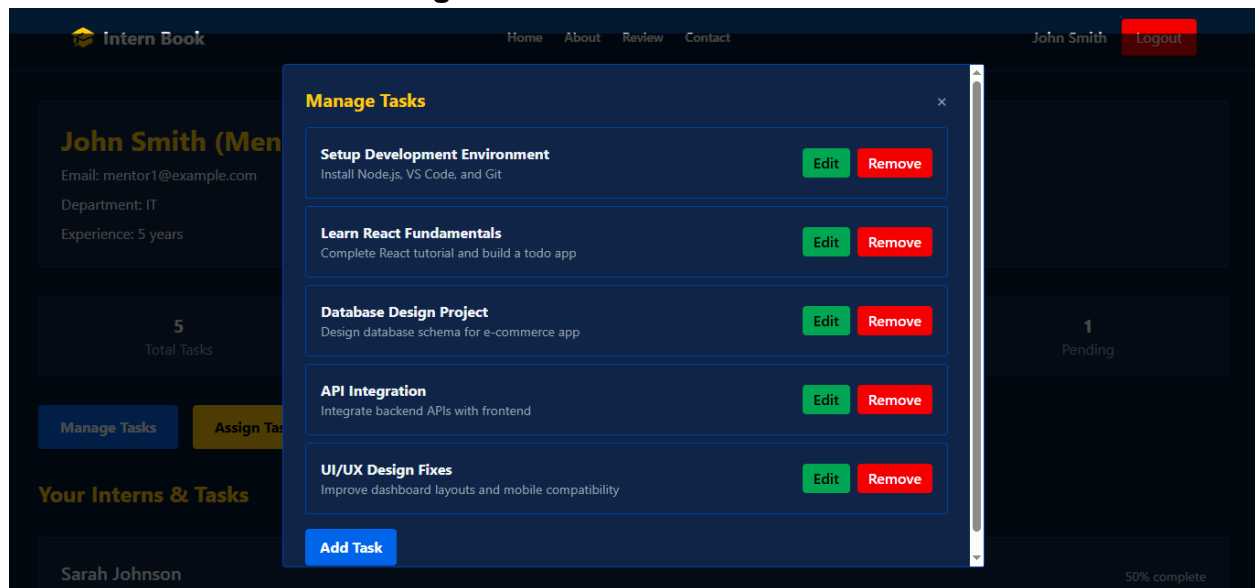 Intern Book
Home About Review Contact
John Smith
Logout
Manage Tasks
×
John Smith (Men
Email: mentor1@example.com
Department: IT
Experience: 5 years
Setup Development Environment
Install Node.js, VS Code, and Git
Edit Remove
Learn React Fundamentals
Complete React tutorial and build a todo app
Edit Remove
Database Design Project
Design database schema for e-commerce app
Edit Remove
API Integration
Integrate backend APIs with frontend
Edit Remove
UI/UX Design Fixes
Improve dashboard layouts and mobile compatibility
Edit Remove
Add Task
5
Total Tasks
1
Pending
Manage Tasks
Assign Tas
Your Interns & Tasks
Sarah Johnson
50% complete